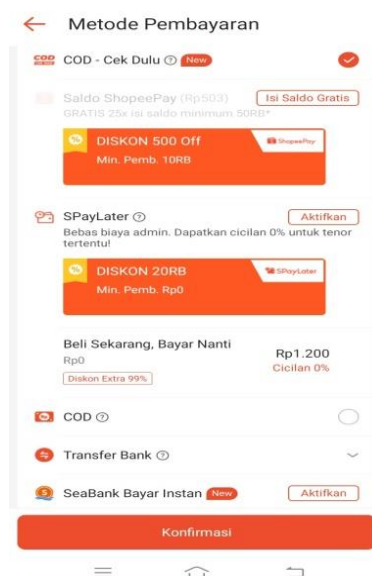 Metode Pembayaran
COD COD - Cek Dulu ? New
Saldo ShopeePay (Rp503) Isi Saldo Gratis
GRATIS 25x isi saldo minimum 50RB*
DISKON 500 Off ShopeePay
Min. Pemb. 10RB
SPayLater ? Aktifkan
Bebas biaya admin. Dapatkan cicilan 0% untuk tenor
tertentu!
DISKON 20RB SPayLater
Min. Pemb. Rp0
Beli Sekarang, Bayar Nanti
Rp0
Rp1.200
Cicilan 0%
Diskon Extra 99%
COD ?
Transfer Bank ?
SeaBank Bayar Instan New Aktifkan
Konfirmasi